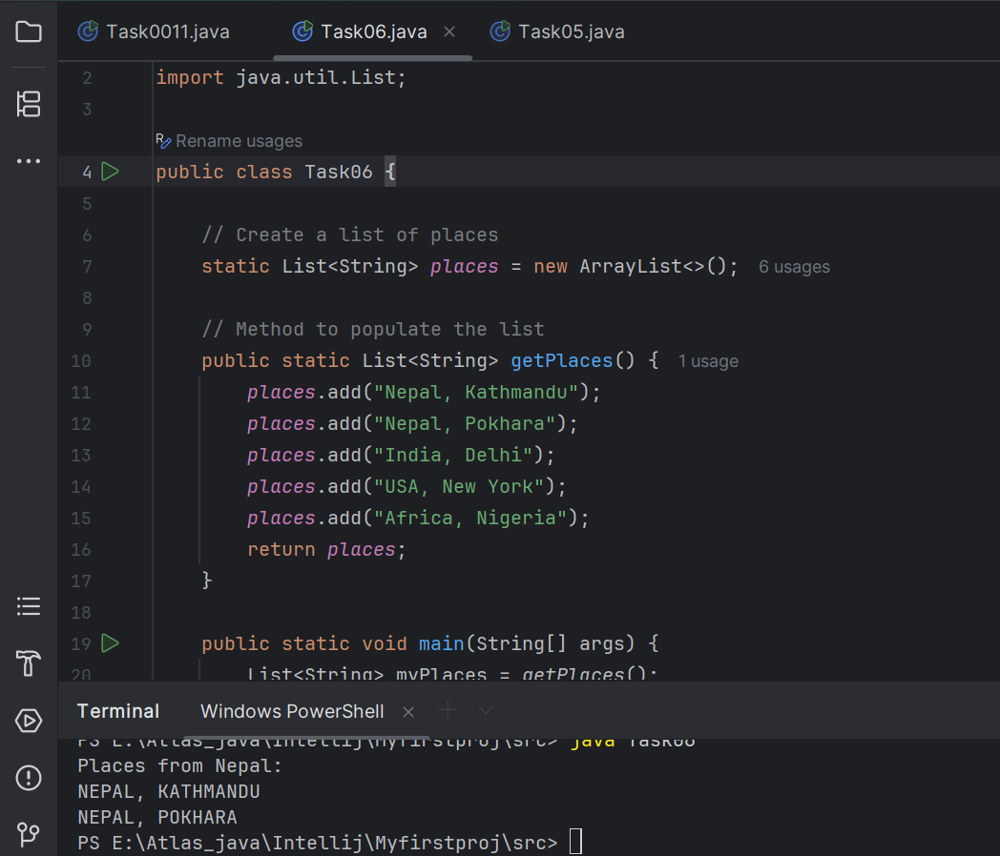 Task0011.java Task06.java Task05.java
2 import java.util.List;
3
Rename usages
4 public class Task06 {
5
6 // Create a list of places
7 static List<String> places = new ArrayList<>(); 6 usages
8
9 // Method to populate the list
10 public static List<String> getPlaces() { 1 usage
11 places.add("Nepal, Kathmandu");
12 places.add("Nepal, Pokhara");
13 places.add("India, Delhi");
14 places.add("USA, New York");
15 places.add("Africa, Nigeria");
16 return places;
17 }
18
19 public static void main(String[] args) {
20 List<String> myPlaces = getPlaces();
Terminal Windows PowerShell
PS E:\Atlas_java\Intellij\Myfirstproj\src> java Task06
Places from Nepal:
NEPAL, KATHMANDU
NEPAL, POKHARA
PS E:\Atlas_java\Intellij\Myfirstproj\src>